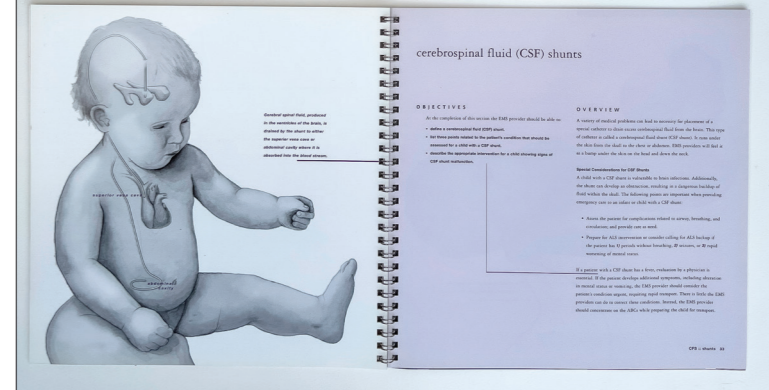 Cerebral spinal fluid, produced
in the ventricles of the brain, is
drained by the shunt to either
the superior vena cava or
abdominal cavity where it is
absorbed into the blood stream.
superior vena cava
abdominal
cavity
cerebrospinal fluid (CSF) shunts
OBJECTIVES
At the completion of this section the EMS provider should be able to:
• define a cerebrospinal fluid (CSF) shunt.
• list three points related to the patient's condition that should be
assessed for a child with a CSF shunt.
• describe the appropriate intervention for a child showing signs of
CSF shunt malfunction.
OVERVIEW
A variety of medical problems can lead to necessity for placement of a
special catheter to drain excess cerebrospinal fluid from the brain. This type
of catheter is called a cerebrospinal fluid shunt (CSF shunt). It runs under
the skin from the skull to the chest or abdomen. EMS providers will feel it
as a bump under the skin on the head and down the neck.
Special Considerations for CSF Shunts
A child with a CSF shunt is vulnerable to brain infections. Additionally,
the shunt can develop an obstruction, resulting in a dangerous backup of
fluid within the skull. The following points are important when providing
emergency care to an infant or child with a CSF shunt:
• Assess the patient for complications related to airway, breathing, and
circulation, and provide care as need
• Prepare for ALS intervention or consider calling for ALS backup if
the patient has 1) periods without breathing, 2) seizures, or 3) rapid
worsening of mental status
If a patient with a CSF shunt has a fever, evaluation by a physician is
essential. If the patient develops additional symptoms, including alteration
in mental status or vomiting, the EMS provider should consider the
patient's condition urgent, requiring rapid transport. There is little the EMS
providers can do to correct these conditions. Instead, the EMS provider
should concentrate on the ABCs while preparing the child for transport.
shunts